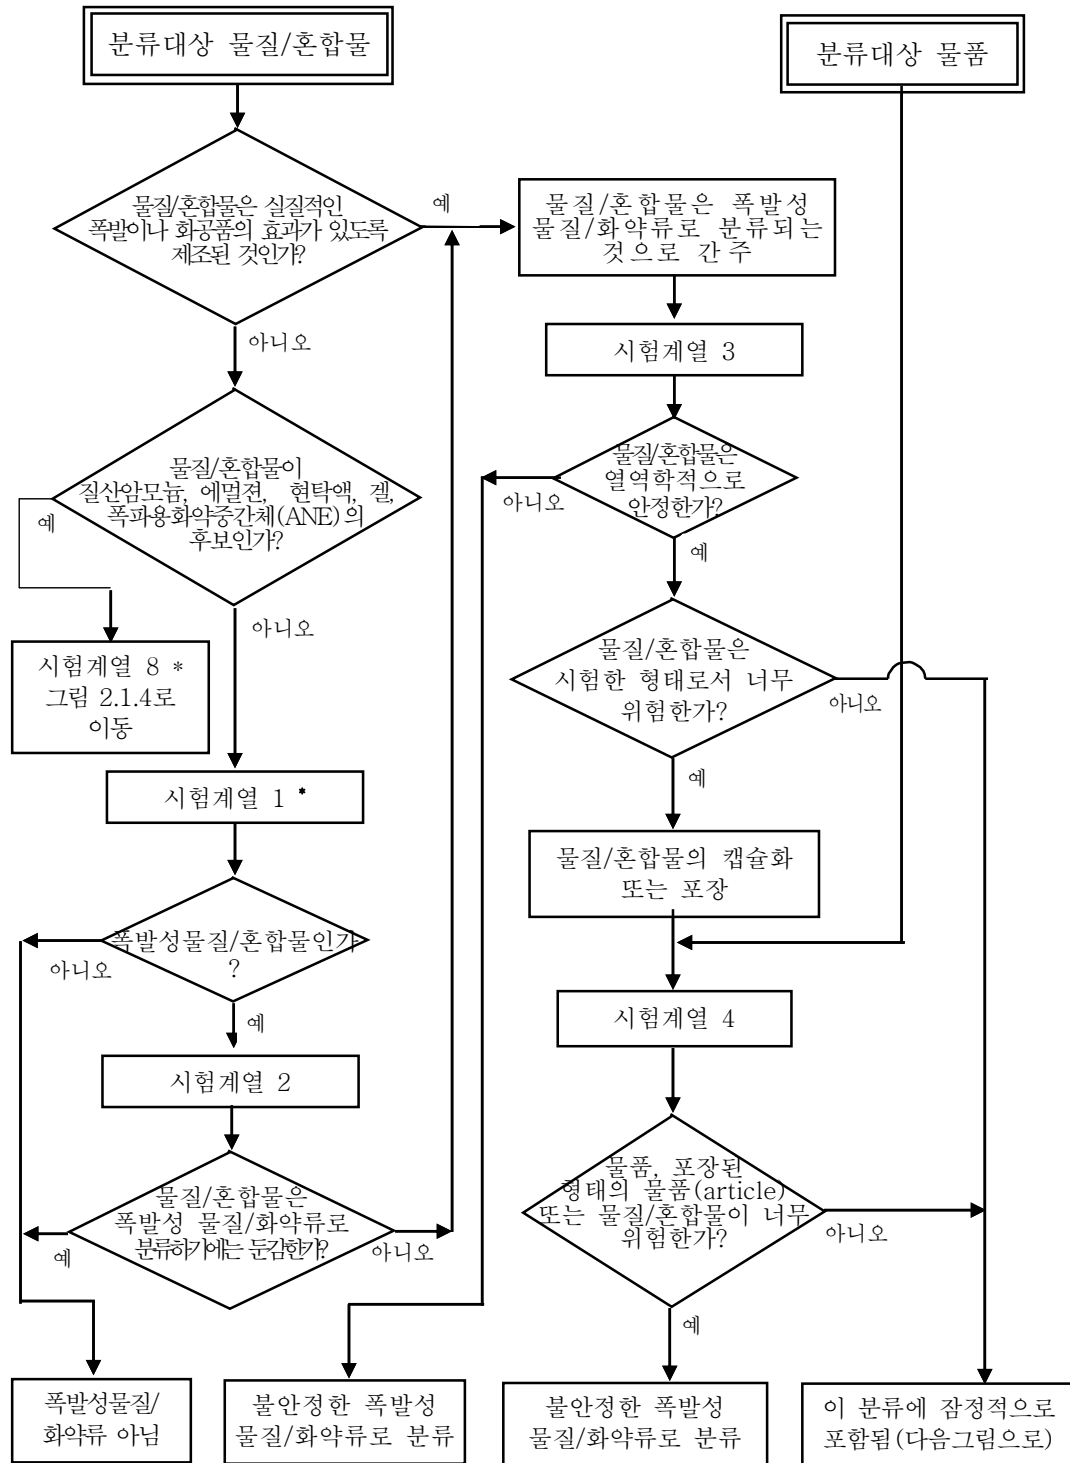 분류대상 물질/혼합물
분류대상 물품
물질/혼합물은 실질적인
폭발이나 화공품의 효과가 있도록
제조된 것인가?
예
물질/혼합물은 폭발성
물질/화약류로 분류되는
것으로 간주
아니오
시험계열 3
물질/혼합물이
질산암모늄, 에멀젼, 현탁액, 겔,
폭파용화약중간체(ANE)의
후보인가?
예
아니오
물질/혼합물은
열역학적으로
안정한가?
아니오
예
시험계열 8 *
그림 2.1.4로
이동
물질/혼합물은
시험한 형태로서 너무
위험한가?
아니오
예
시험계열 1 *
물질/혼합물의 캡슐화
또는 포장
폭발성물질/혼합물인가
?
아니오
예
시험계열 4
시험계열 2
물질/혼합물은
폭발성 물질/화약류로
분류하기에는 둔감한가?
예
아니오
물품, 포장된
형태의 물품(article)
또는 물질/혼합물이 너무
위험한가?
아니오
예
폭발성물질/
화약류 아님
불안정한 폭발성
물질/화약류로 분류
불안정한 폭발성
물질/화약류로 분류
이 분류에 잠정적으로
포함됨(다음그림으로)